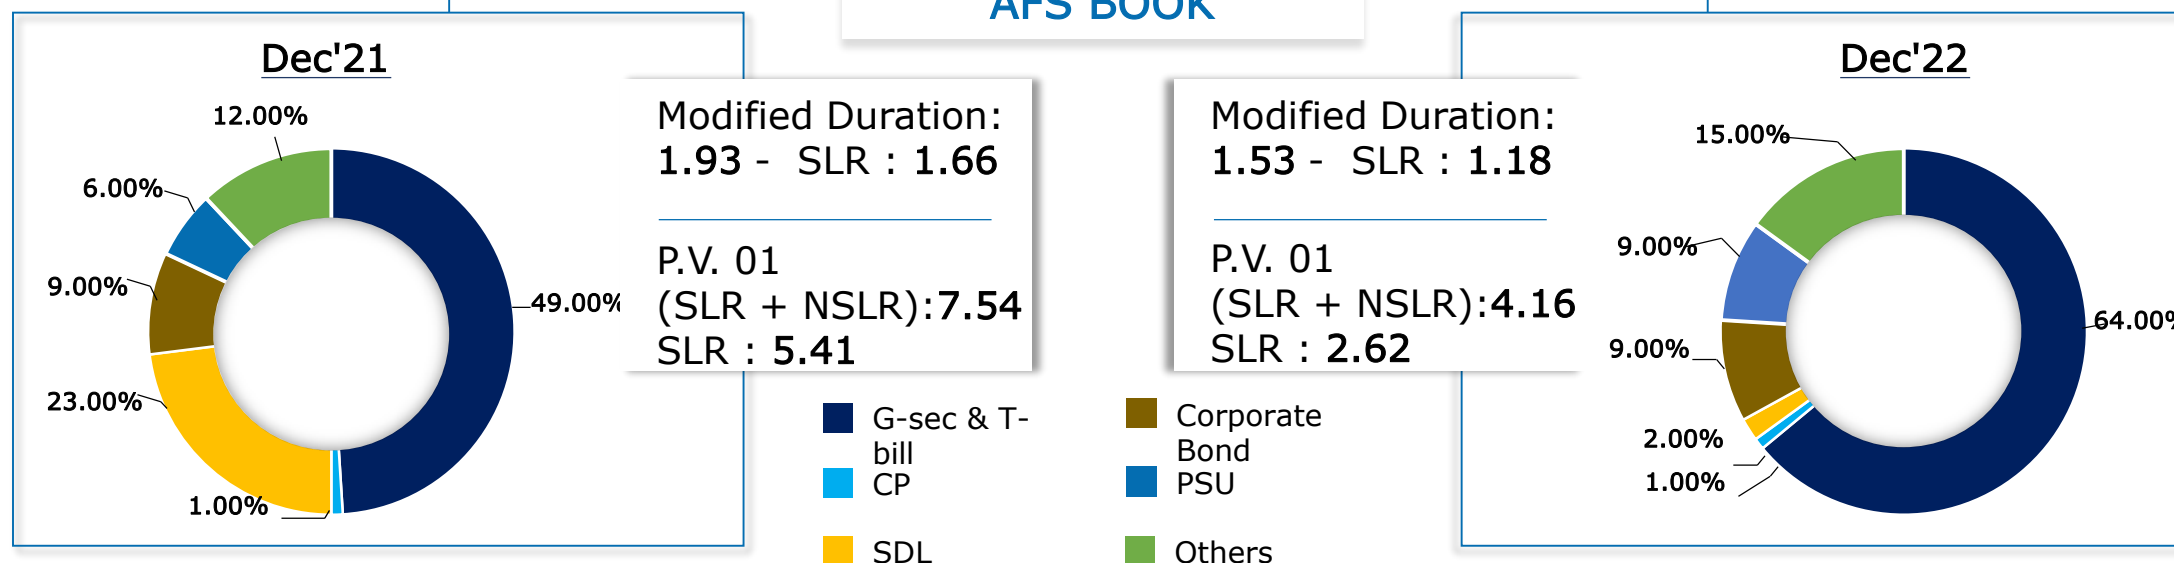 AFS BOOK
Dec'21
12.00%
6.00%
9.00%
49.00%
23.00%
1.00%
Modified Duration:
1.93 - SLR : 1.66
P.V. 01
(SLR + NSLR):7.54
SLR : 5.41
Modified Duration:
1.53 - SLR : 1.18
P.V. 01
(SLR + NSLR):4.16
SLR : 2.62
Dec'22
15.00%
9.00%
64.00%
9.00%
2.00%
1.00%
G-sec & T-
bill
Corporate
Bond
CP
PSU
SDL
Others